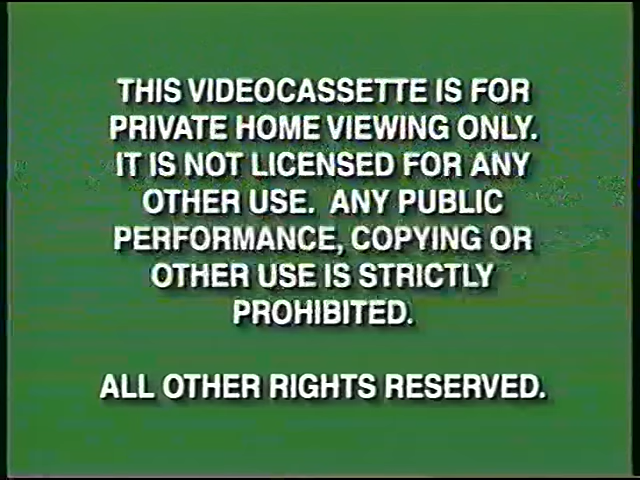 THIS VIDEOCASSETTE IS FOR
PRIVATE HOME VIEWING ONLY.
IT IS NOT LICENSED FOR ANY
OTHER USE.  ANY PUBLIC
PERFORMANCE, COPYING OR
OTHER USE IS STRICTLY
PROHIBITED.
ALL OTHER RIGHTS RESERVED.